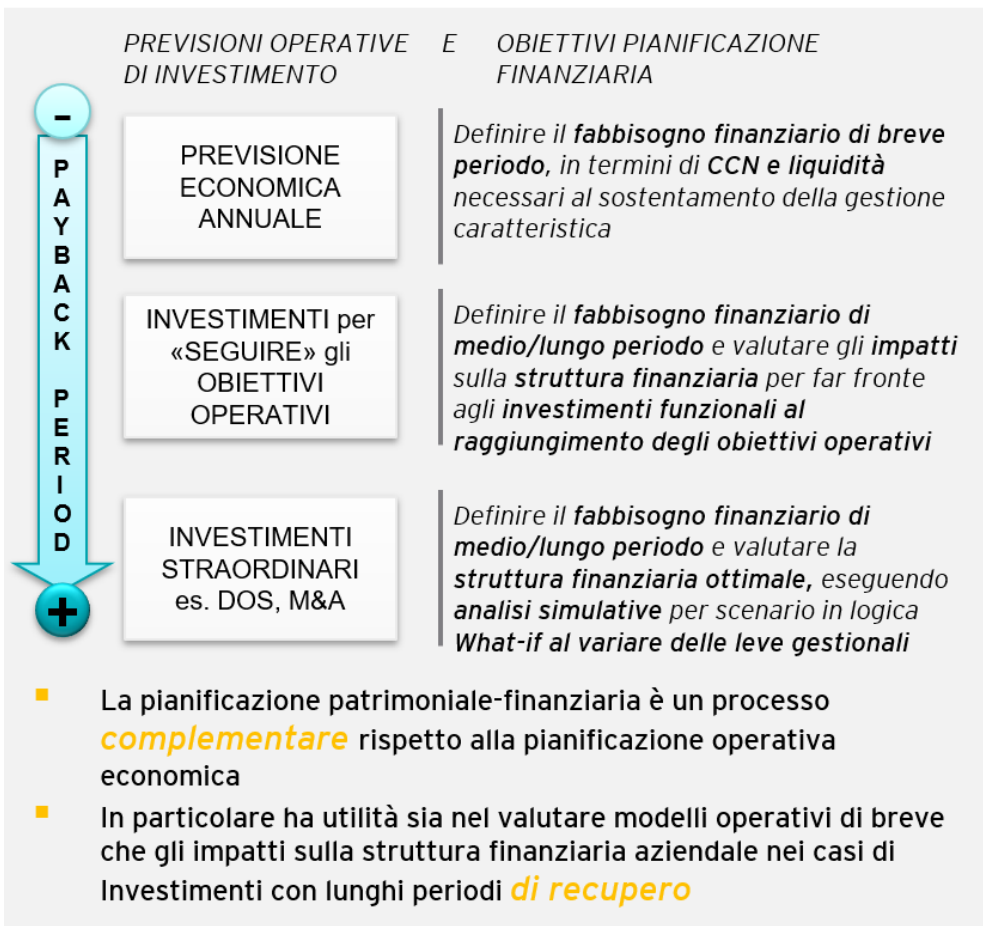 PREVISIONI OPERATIVE E OBIETTIVI PIANIFICAZIONE
DI INVESTIMENTO FINANZIARIA
-
PAYBACK PERIOD
+
PREVISIONE
ECONOMICA
ANNUALE
Definire il fabbisogno finanziario di breve
periodo, in termini di CCN e liquidità
necessari al sostentamento della gestione
caratteristica
INVESTIMENTI per
«SEGUIRE» gli
OBIETTIVI
OPERATIVI
Definire il fabbisogno finanziario di
medio/lungo periodo e valutare gli impatti
sulla struttura finanziaria per far fronte
agli investimenti funzionali al
raggiungimento degli obiettivi operativi
INVESTIMENTI
STRAORDINARI
es. DOS, M&A
Definire il fabbisogno finanziario di
medio/lungo periodo e valutare la
struttura finanziaria ottimale, eseguendo
analisi simulative per scenario in logica
What-if al variare delle leve gestionali
La pianificazione patrimoniale-finanziaria è un processo
complementare rispetto alla pianificazione operativa
economica
In particolare ha utilità sia nel valutare modelli operativi di breve
che gli impatti sulla struttura finanziaria aziendale nei casi di
Investimenti con lunghi periodi di recupero